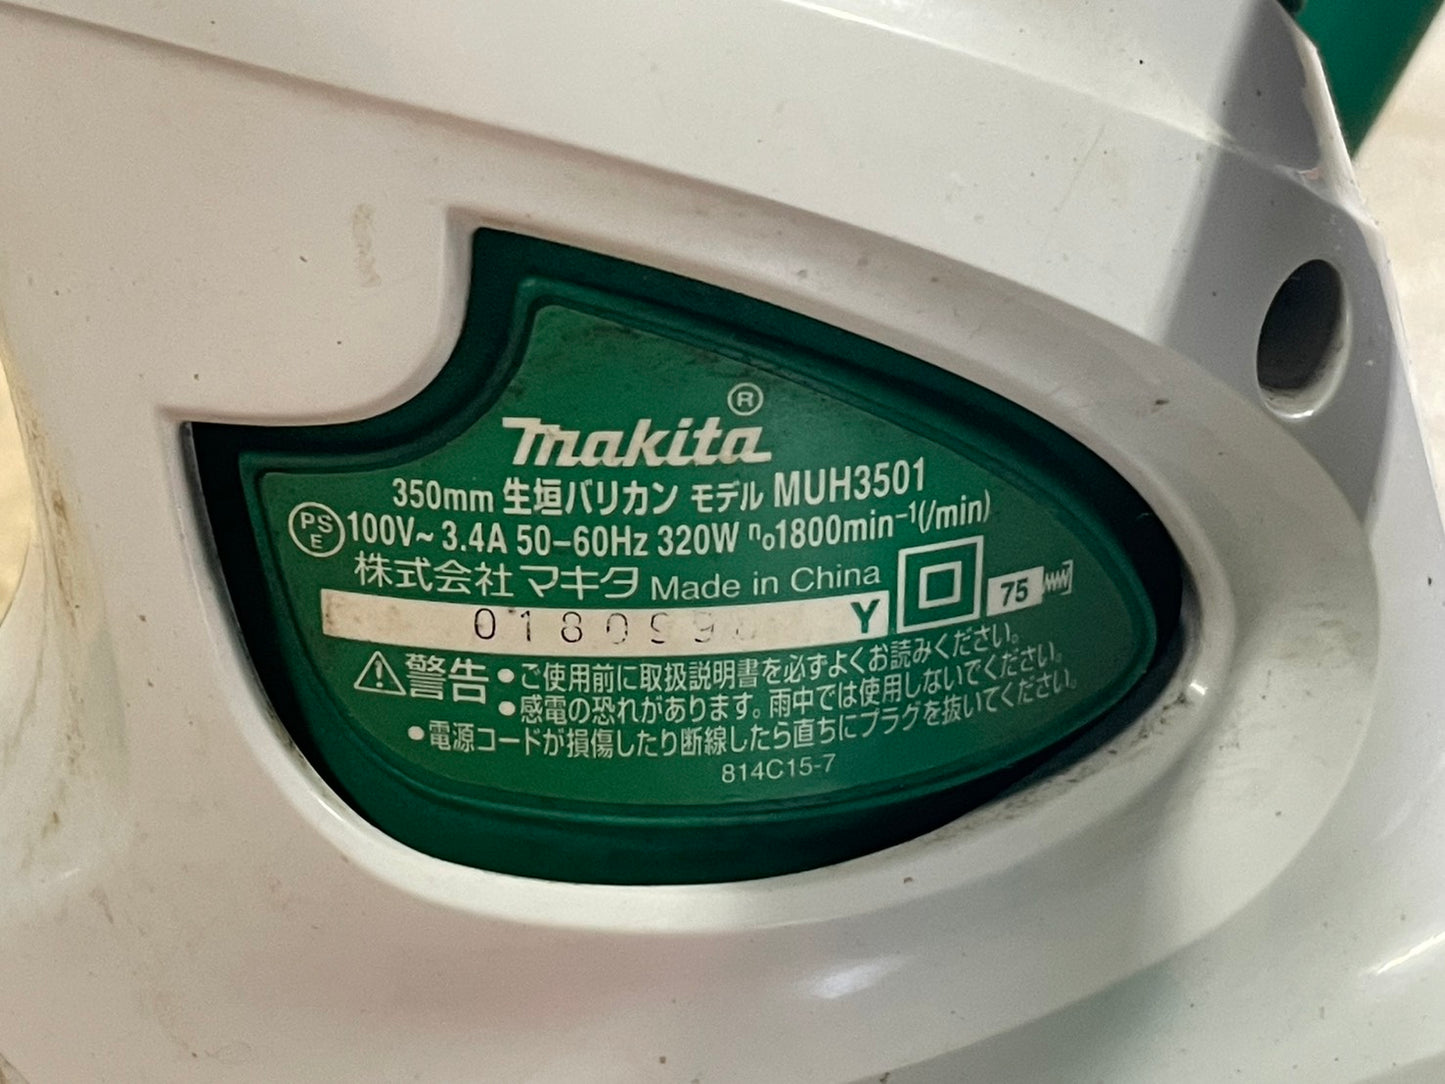 makita®
350mm 生垣バリカン モデル MUH3501
PSE 100V~ 3.4A 50-60Hz 320W n₀1800min⁻¹(/min)
株式会社 マキタ Made in China
75
018099 Y
⚠警告 ●ご使用前に取扱説明書を必ずよくお読みください。
●感電の恐れがあります。雨中では使用しないでください。
●電源コードが損傷したり断線したら直ちにプラグを抜いてください。
814C15-7